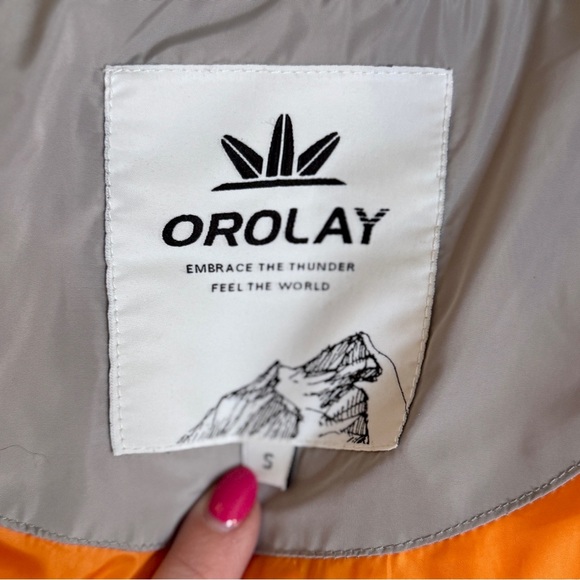 OROLAY
EMBRACE THE THUNDER
FEEL THE WORLD
S